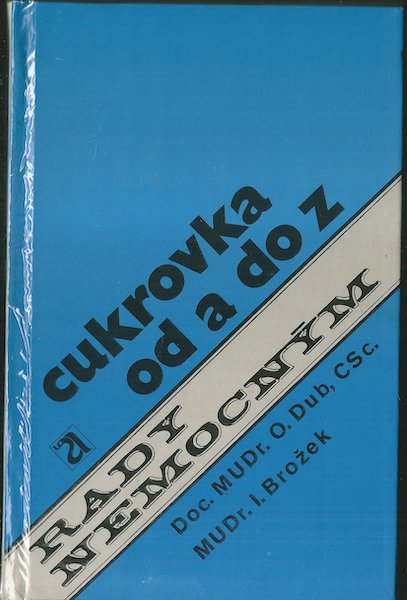 cukrovka
od a do z
RADY
NEMOCNÝM
Doc. MUDr. O. Dub, CSc.
MUDr. I. Brožek